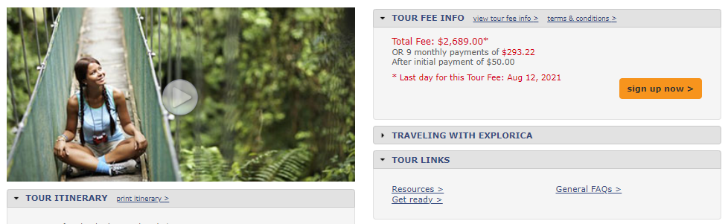 TOUR FEE INFO view tour fee info > terms & conditions >
Total Fee: $2,689.00*
OR 9 monthly payments of $293.22
After initial payment of $50.00
* Last day for this Tour Fee: Aug 12, 2021
sign up now >
TRAVELING WITH EXPLORICA
TOUR LINKS
Resources > General FAQs >
Get ready >
TOUR ITINERARY print itinerary >